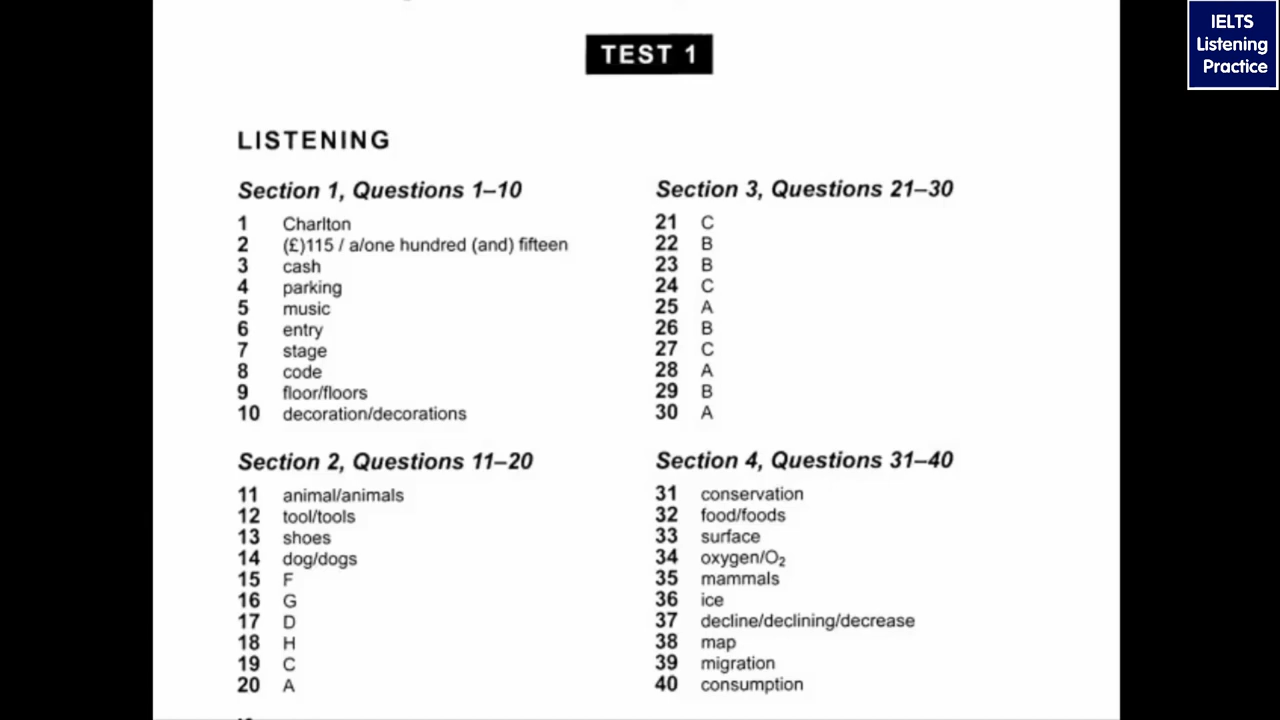 IELTS
Listening
Practice
TEST 1
LISTENING
Section 1, Questions 1–10
1 Charlton
2 (£)115 / a/one hundred (and) fifteen
3 cash
4 parking
5 music
6 entry
7 stage
8 code
9 floor/floors
10 decoration/decorations
Section 2, Questions 11–20
11 animal/animals
12 tool/tools
13 shoes
14 dog/dogs
15 F
16 G
17 D
18 H
19 C
20 A
Section 3, Questions 21–30
21 C
22 B
23 B
24 C
25 A
26 B
27 C
28 A
29 B
30 A
Section 4, Questions 31–40
31 conservation
32 food/foods
33 surface
34 oxygen/O₂
35 mammals
36 ice
37 decline/declining/decrease
38 map
39 migration
40 consumption